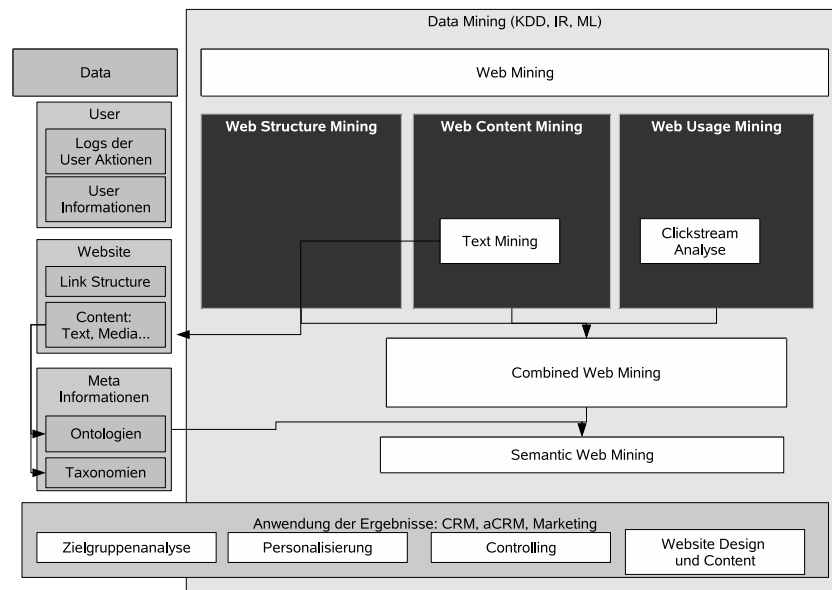 Data Mining (KDD, IR, ML)
Data
Web Mining
User
Logs der
User Aktionen
User
Informationen
Web Structure Mining
Web Content Mining
Web Usage Mining
Text Mining
Clickstream
Analyse
Website
Link Structure
Content:
Text, Media...
Combined Web Mining
Meta
Informationen
Ontologien
Taxonomien
Semantic Web Mining
Anwendung der Ergebnisse: CRM, aCRM, Marketing
Zielgruppenanalyse
Personalisierung
Controlling
Website Design
und Content